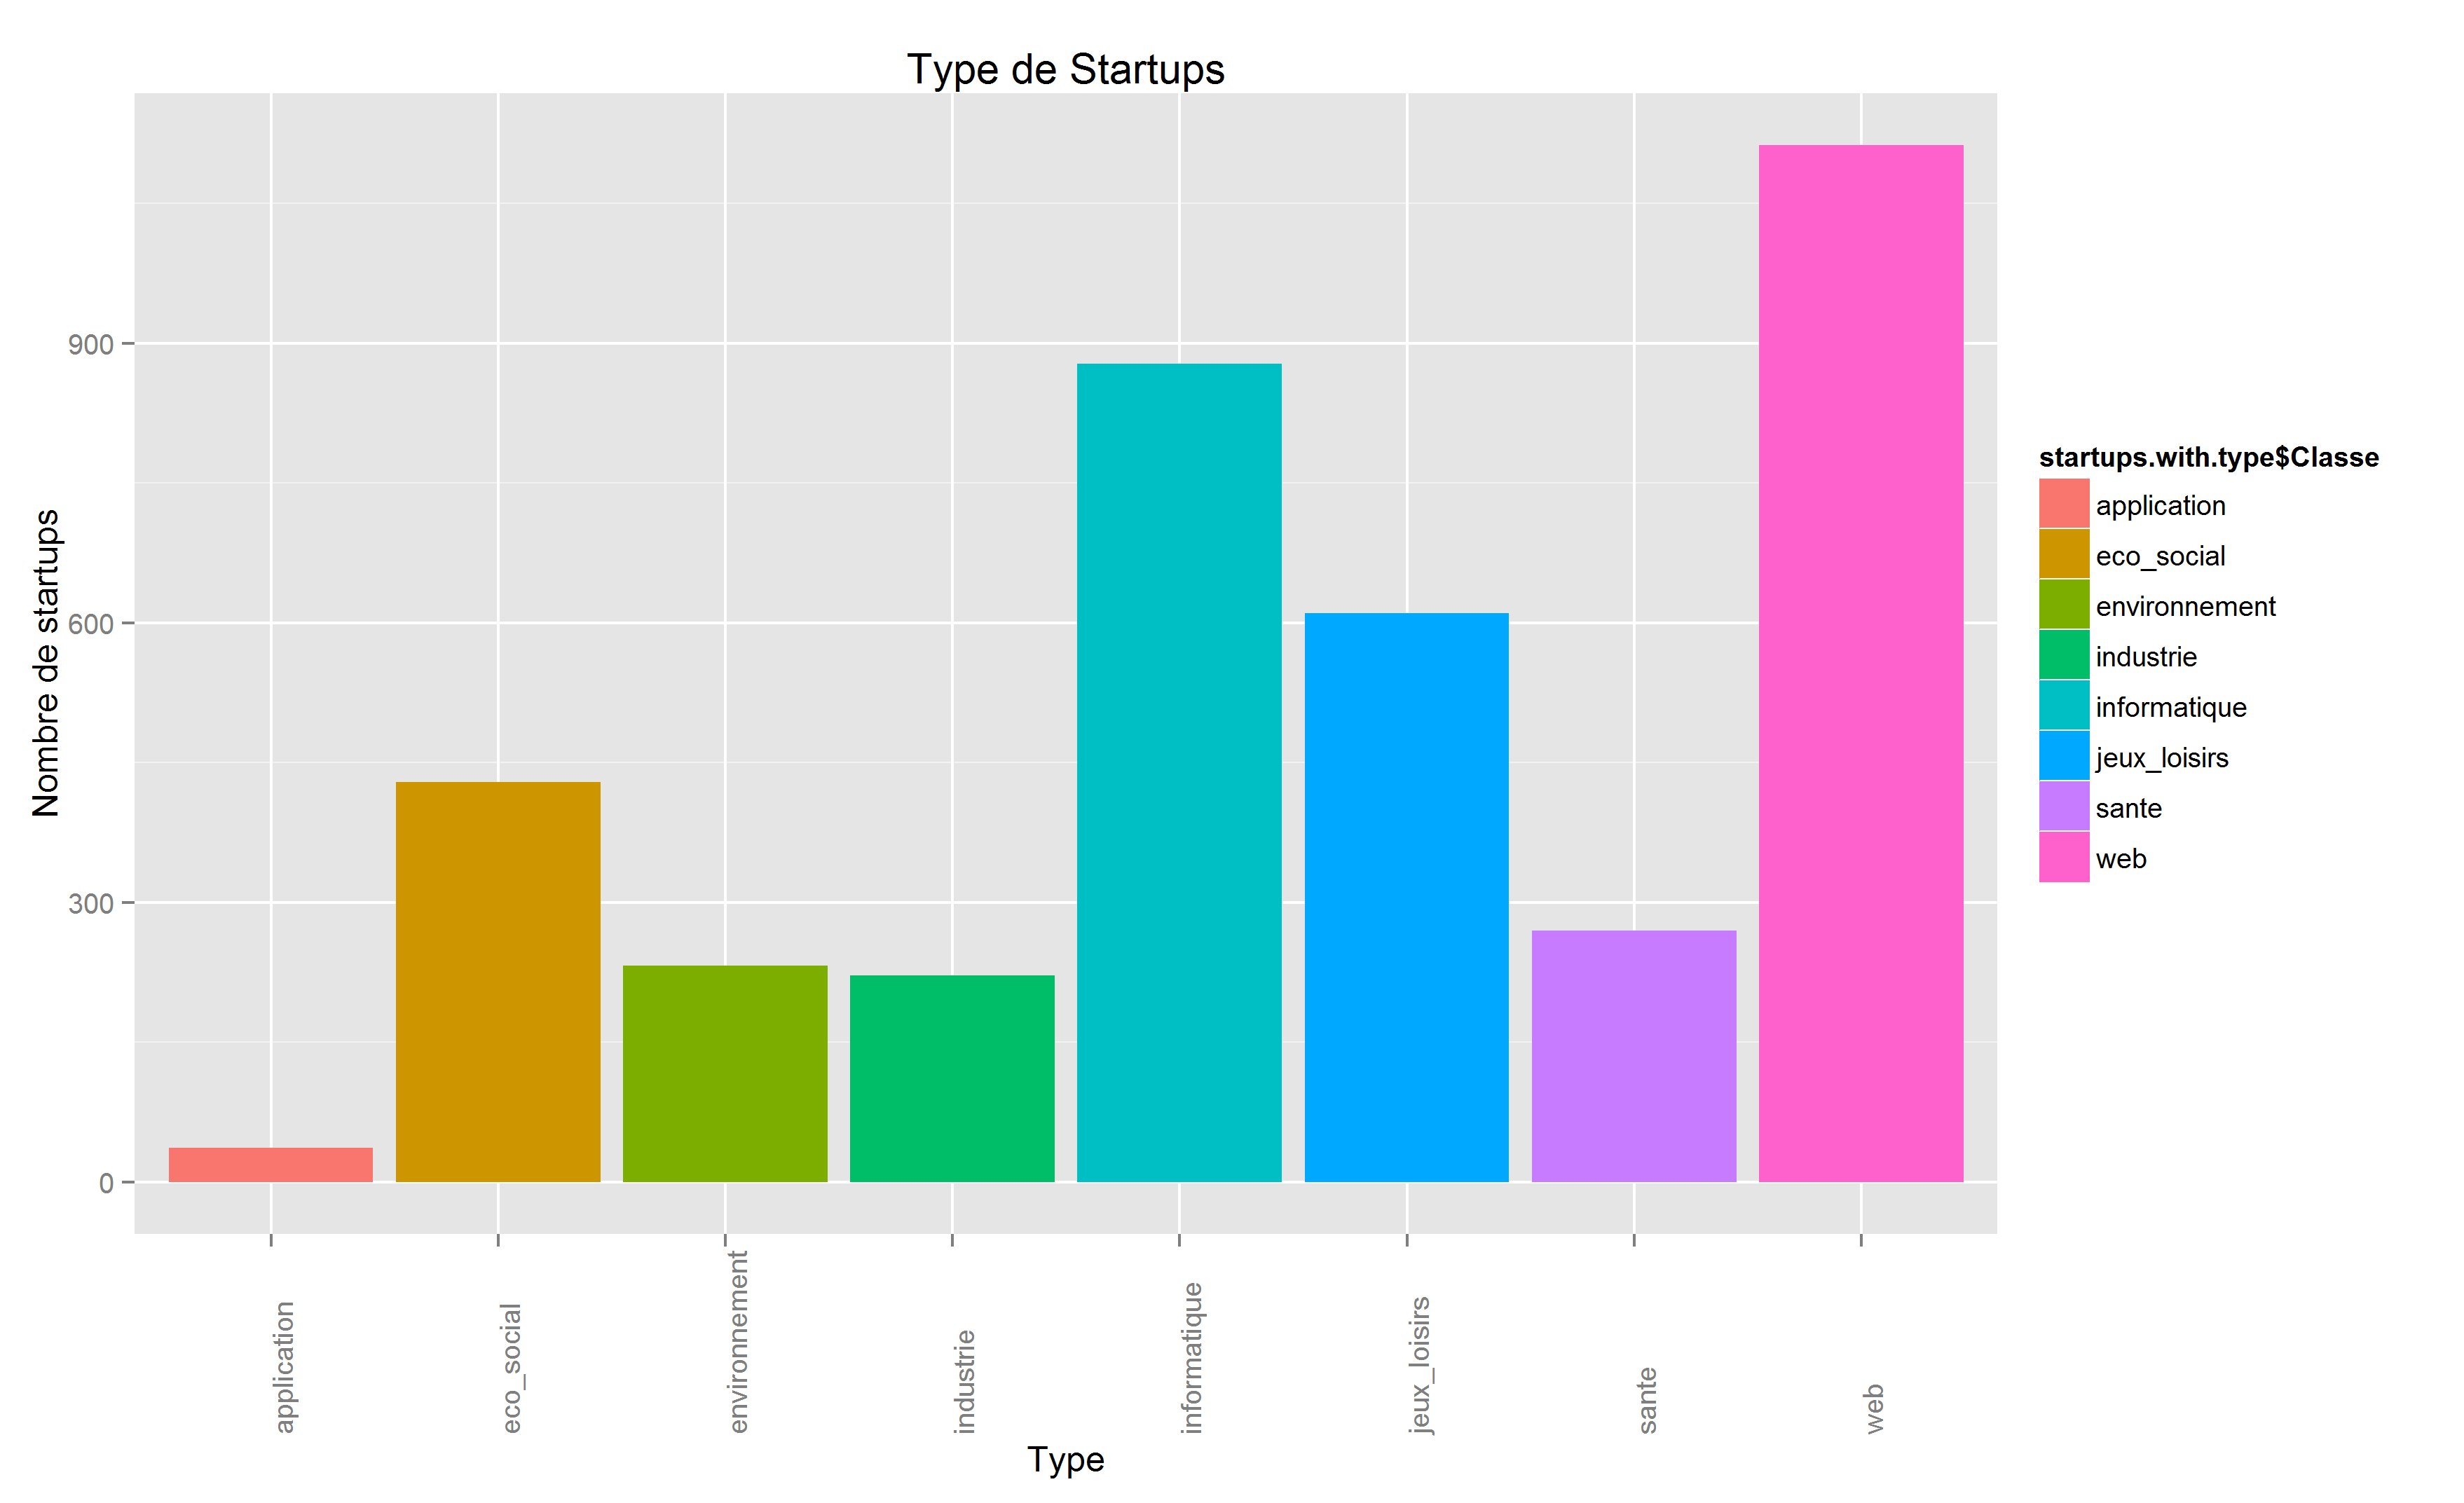 Type de Startups
Nombre de startups
900
600
300
0
application
eco_social
environnement
industrie
informatique
jeux_loisirs
sante
web
Type
startups.with.type$Classe
application
eco_social
environnement
industrie
informatique
jeux_loisirs
sante
web